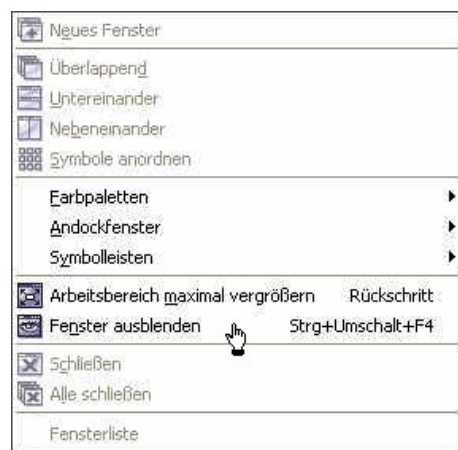 Neues Fenster
Überlappend
Untereinander
Nebeneinander
Symbole anordnen
Farbpaletten
Andockfenster
Symbolleisten
Arbeitsbereich maximal vergrößern Rückschritt
Fenster ausblenden Strg+Umschalt+F4
Schließen
Alle schließen
Fensterliste